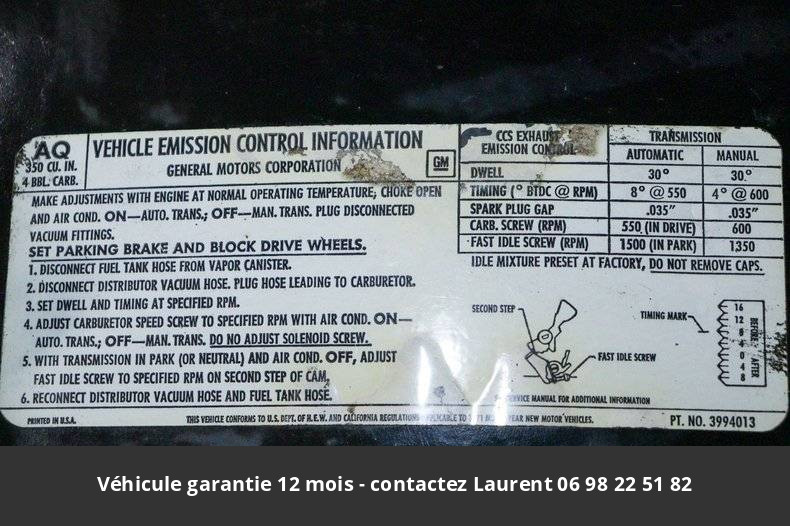 AQ
350 CU. IN.
4 BBL. CARB.
VEHICLE EMISSION CONTROL INFORMATION
GENERAL MOTORS CORPORATION
GM
MAKE ADJUSTMENTS WITH ENGINE AT NORMAL OPERATING TEMPERATURE, CHOKE OPEN
AND AIR COND. ON—AUTO. TRANS.; OFF—MAN. TRANS. PLUG DISCONNECTED
VACUUM FITTINGS.
SET PARKING BRAKE AND BLOCK DRIVE WHEELS.
1. DISCONNECT FUEL TANK HOSE FROM VAPOR CANISTER.
2. DISCONNECT DISTRIBUTOR VACUUM HOSE. PLUG HOSE LEADING TO CARBURETOR.
3. SET DWELL AND TIMING AT SPECIFIED RPM.
4. ADJUST CARBURETOR SPEED SCREW TO SPECIFIED RPM WITH AIR COND. ON—
AUTO. TRANS.; OFF—MAN. TRANS. DO NO ADJUST SOLENOID SCREW.
5. WITH TRANSMISSION IN PARK (OR NEUTRAL) AND AIR COND. OFF, ADJUST
FAST IDLE SCREW TO SPECIFIED RPM ON SECOND STEP OF CAM.
6. RECONNECT DISTRIBUTOR VACUUM HOSE AND FUEL TANK HOSE.
CCS EXHAUST TRANSMISSION
EMISSION CONTROL AUTOMATIC MANUAL
DWELL 30° 30°
TIMING (° BTDC @ RPM) 8° @ 550 4° @ 600
SPARK PLUG GAP .035" .035"
CARB. SCREW (RPM) 550 (IN DRIVE) 600
FAST IDLE SCREW (RPM) 1500 (IN PARK) 1350
IDLE MIXTURE PRESET AT FACTORY, DO NOT REMOVE CAPS.
SECOND STEP
FAST IDLE SCREW
TIMING MARK
16
12
8
4
0
4
8
BEFORE
AFTER
SERVICE MANUAL FOR ADDITIONAL INFORMATION
PRINTED IN U.S.A.
THIS VEHICLE CONFORMS TO U.S. DEPT. OF H.E.W. AND CALIFORNIA REGULATIONS APPLICABLE TO YEAR NEW MOTOR VEHICLES.
PT. NO. 3994013
Véhicule garantie 12 mois - contactez Laurent 06 98 22 51 82